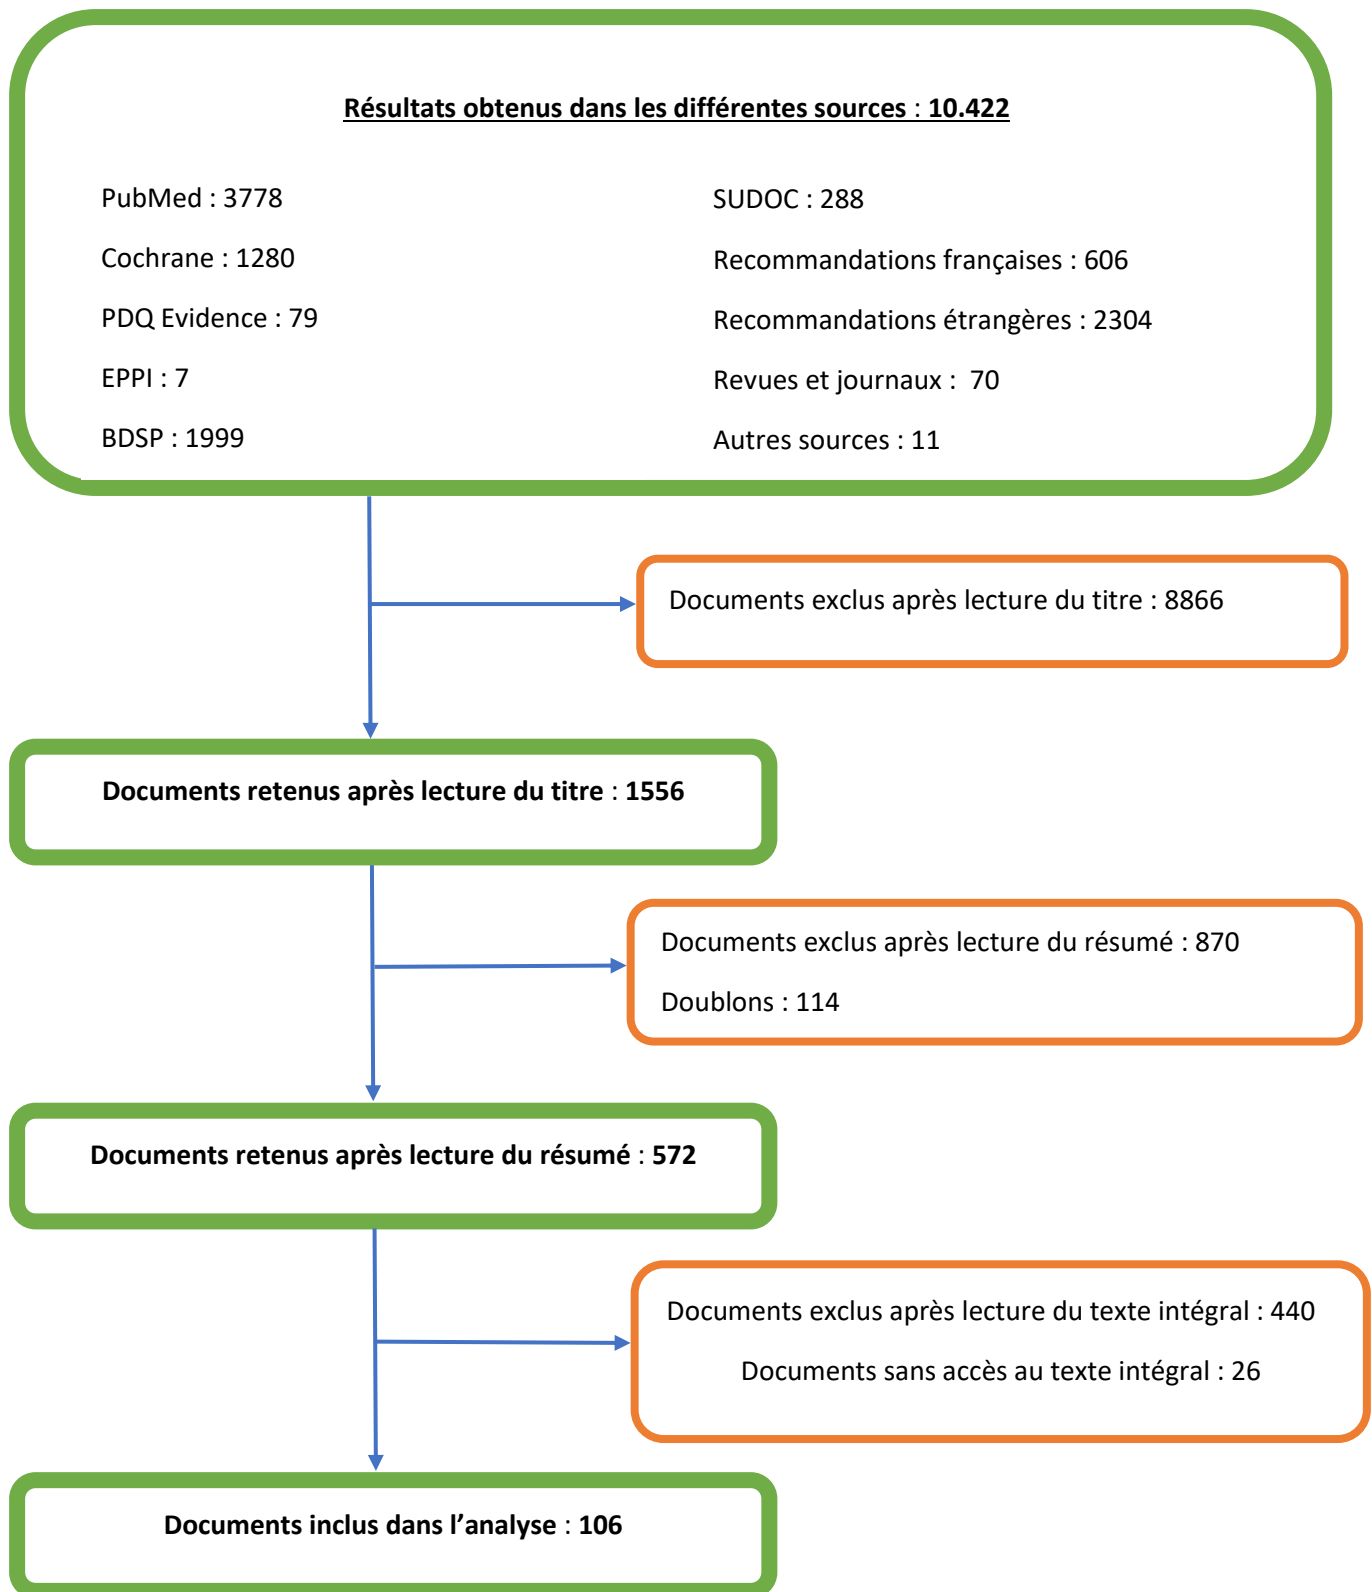 Résultats obtenus dans les différentes sources : 10.422
PubMed : 3778
Cochrane : 1280
PDQ Evidence : 79
EPPI : 7
BDSP : 1999
SUDOC : 288
Recommandations françaises : 606
Recommandations étrangères : 2304
Revues et journaux :  70
Autres sources : 11
Documents exclus après lecture du titre : 8866
Documents retenus après lecture du titre : 1556
Documents exclus après lecture du résumé : 870
Doublons : 114
Documents retenus après lecture du résumé : 572
Documents exclus après lecture du texte intégral : 440
Documents sans accès au texte intégral : 26
Documents inclus dans l’analyse : 106